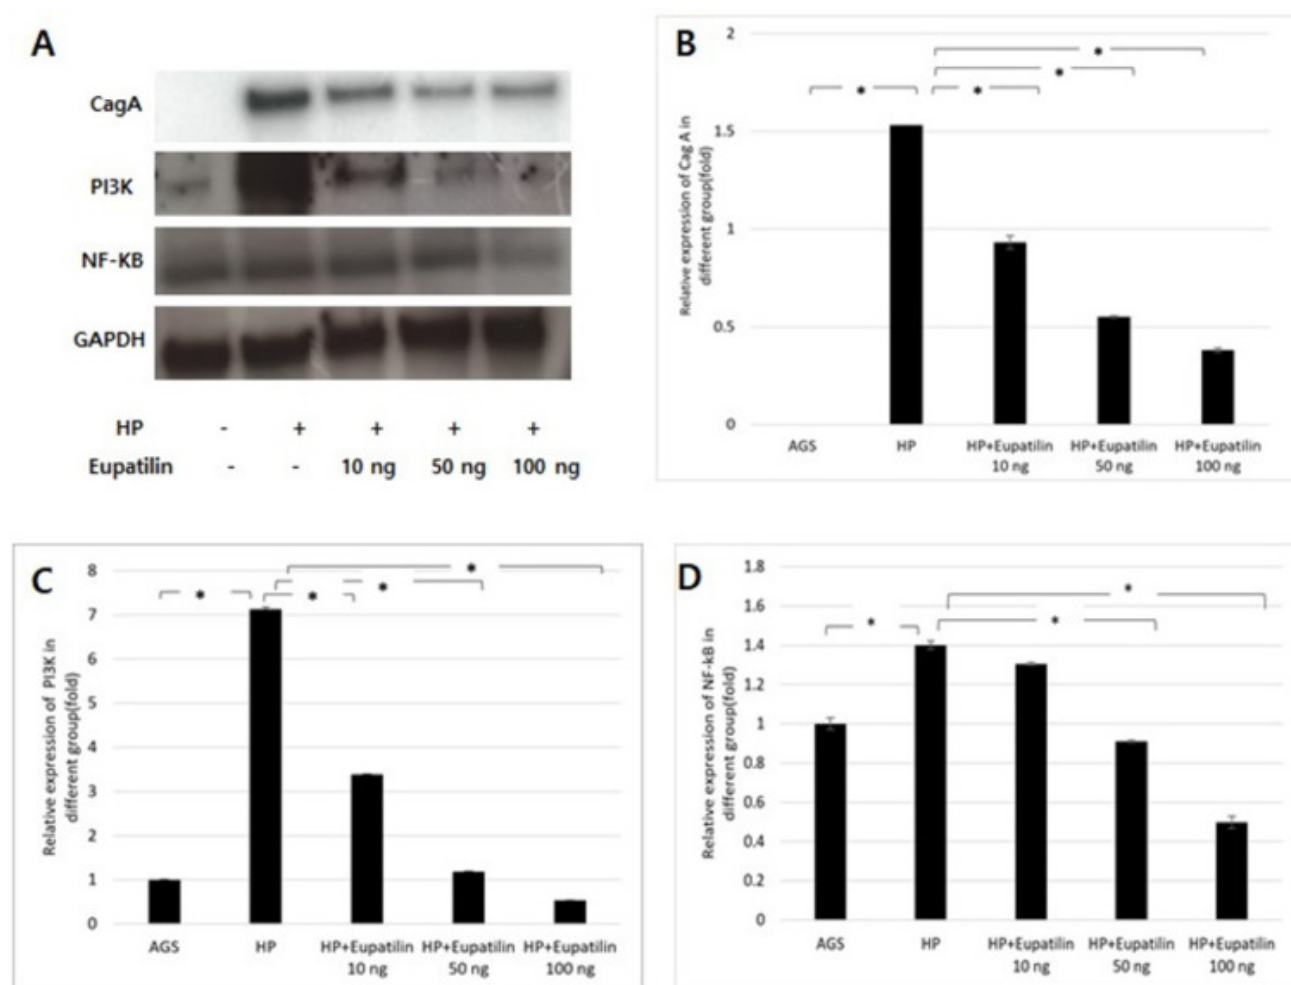 A
CagA
PI3K
NF-KB
GAPDH
HP - + + + +
Eupatilin - - 10 ng 50 ng 100 ng
B
Relative expression of Cag A in
different group(fold)
2
1.5
1
0.5
0
* * * *
AGS HP HP+Eupatilin HP+Eupatilin HP+Eupatilin
10 ng 50 ng 100 ng
C
Relative expression of PI3K in
different group(fold)
8
7
6
5
4
3
2
1
0
* * * *
AGS HP HP+Eupatilin HP+Eupatilin HP+Eupatilin
10 ng 50 ng 100 ng
D
Relative expression of NF-kB in
different group(fold)
1.8
1.6
1.4
1.2
1
0.8
0.6
0.4
0.2
0
* * *
AGS HP HP+Eupatilin HP+Eupatilin HP+Eupatilin
10 ng 50 ng 100 ng